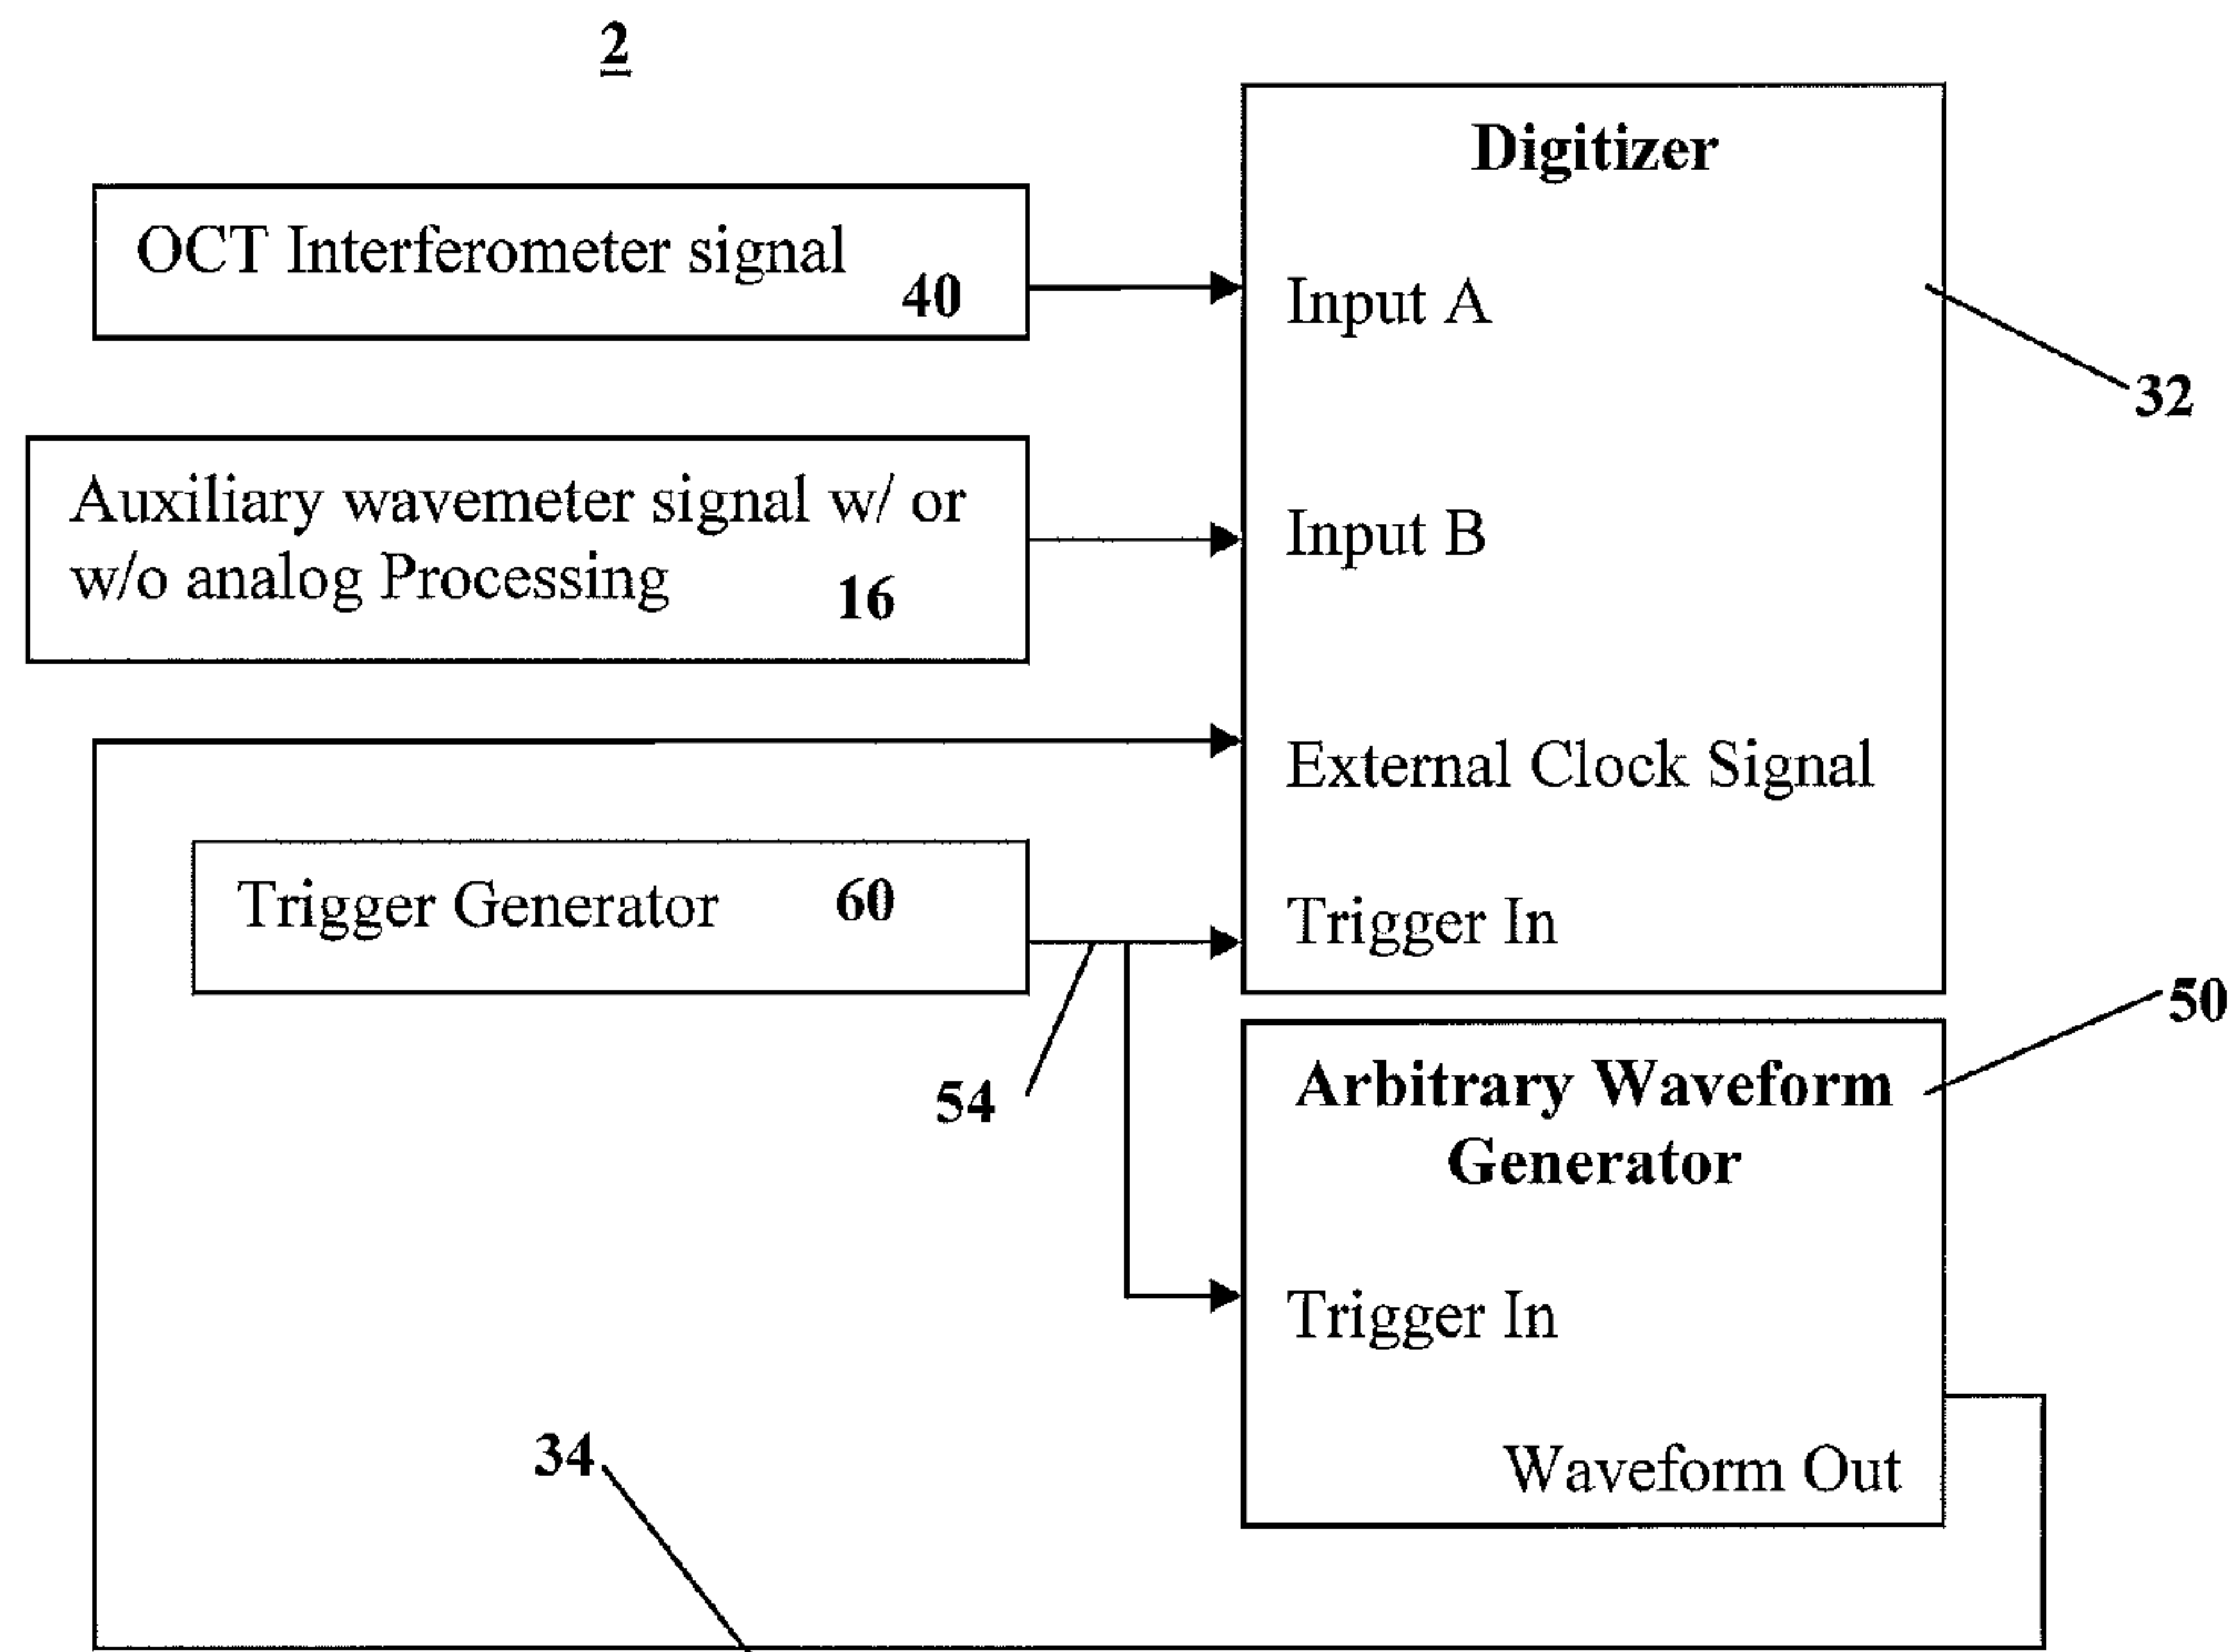 2
Digitizer
OCT Interferometer signal
40
Input A
32
Auxiliary wavemeter signal w/ or
w/o analog Processing
16
Input B
External Clock Signal
Trigger Generator
60
Trigger In
54
50
Arbitrary Waveform
Generator
Trigger In
34
Waveform Out